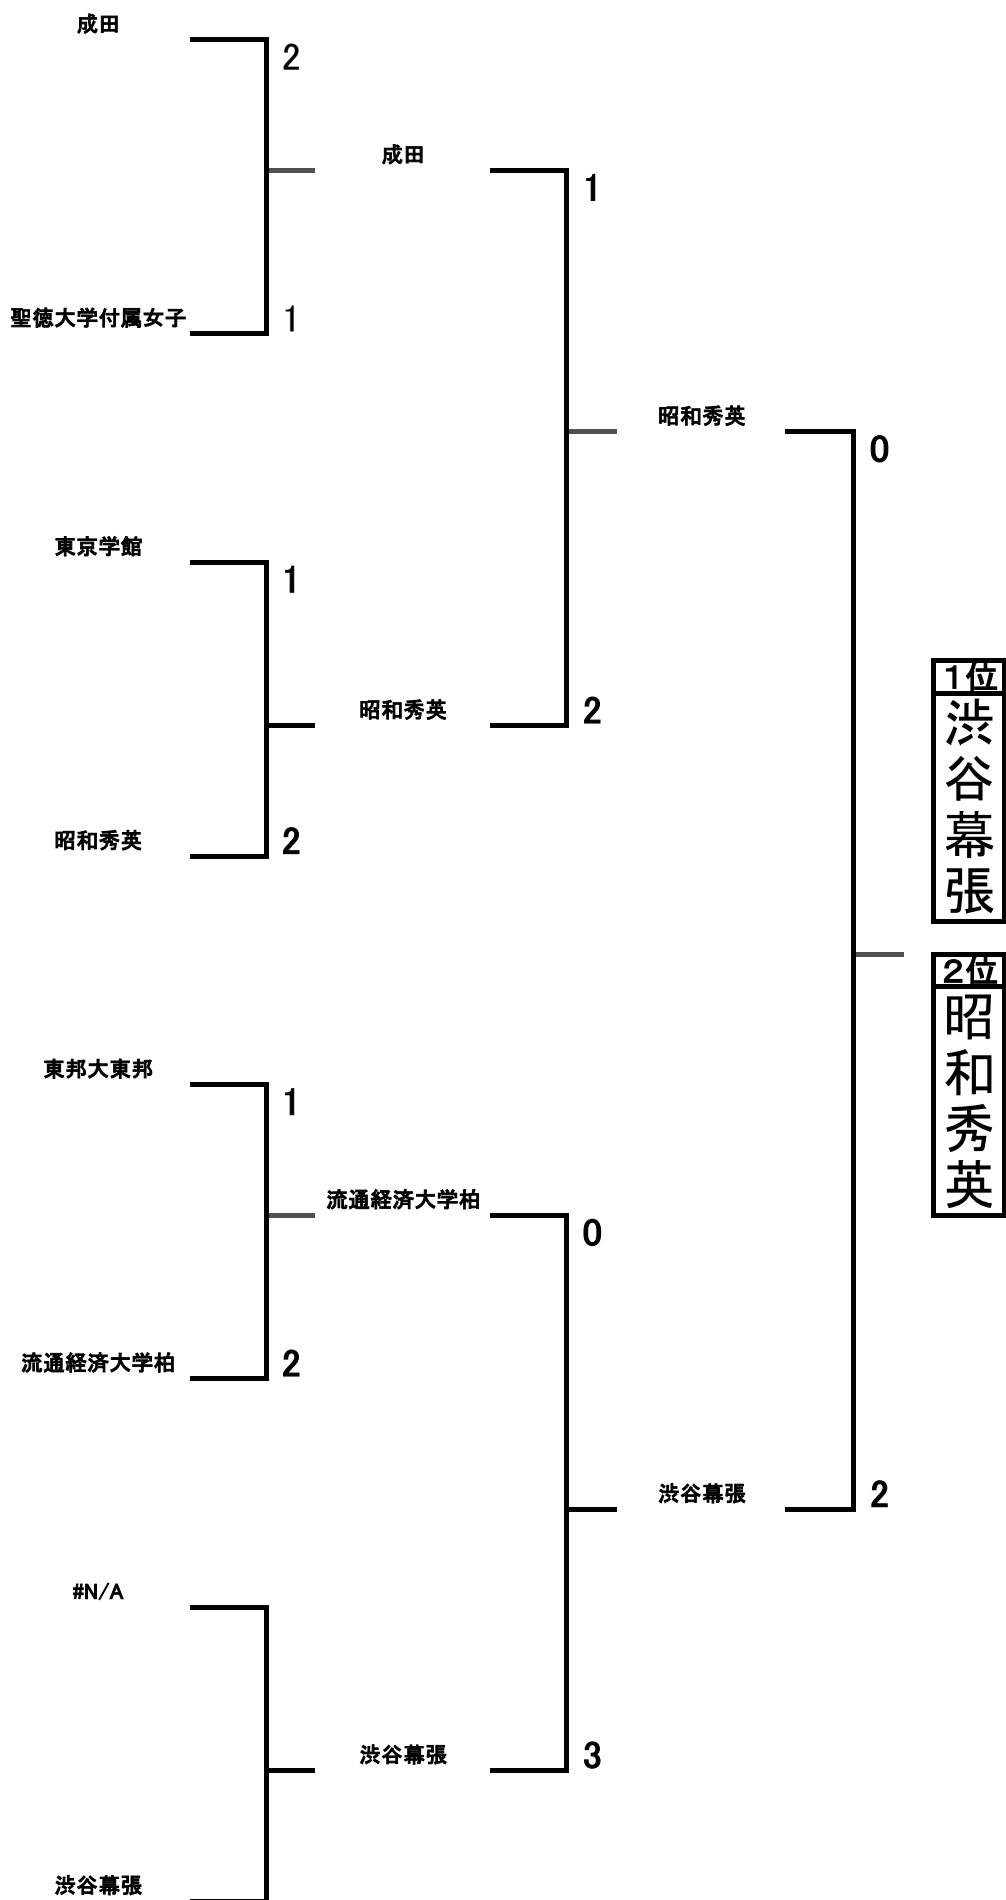 成田
2
成田
1
聖徳大学付属女子
1
昭和秀英
0
東京学館
1
昭和秀英
2
昭和秀英
2
1位
渋谷幕張
2位
昭和秀英
東邦大東邦
1
流通経済大学柏
0
流通経済大学柏
2
渋谷幕張
2
#N/A
渋谷幕張
3
渋谷幕張